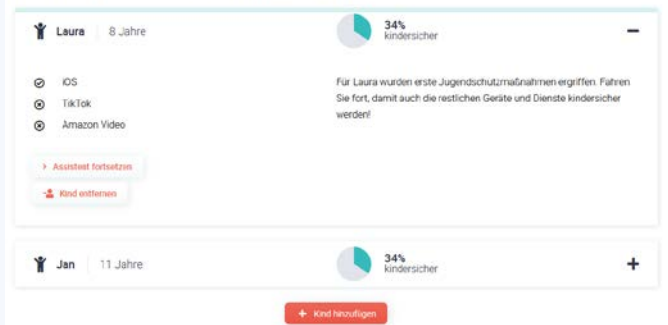 Laura 8 Jahre 34% kindersicher
iOS
TikTok
Amazon Video
Für Laura wurden erste Jugendschutzmaßnahmen ergriffen. Fahren
Sie fort, damit auch die restlichen Geräte und Dienste kindersicher
werden!
Assistent fortsetzen
Kind entfernen
Jan 11 Jahre 34% kindersicher
Kind hinzufügen